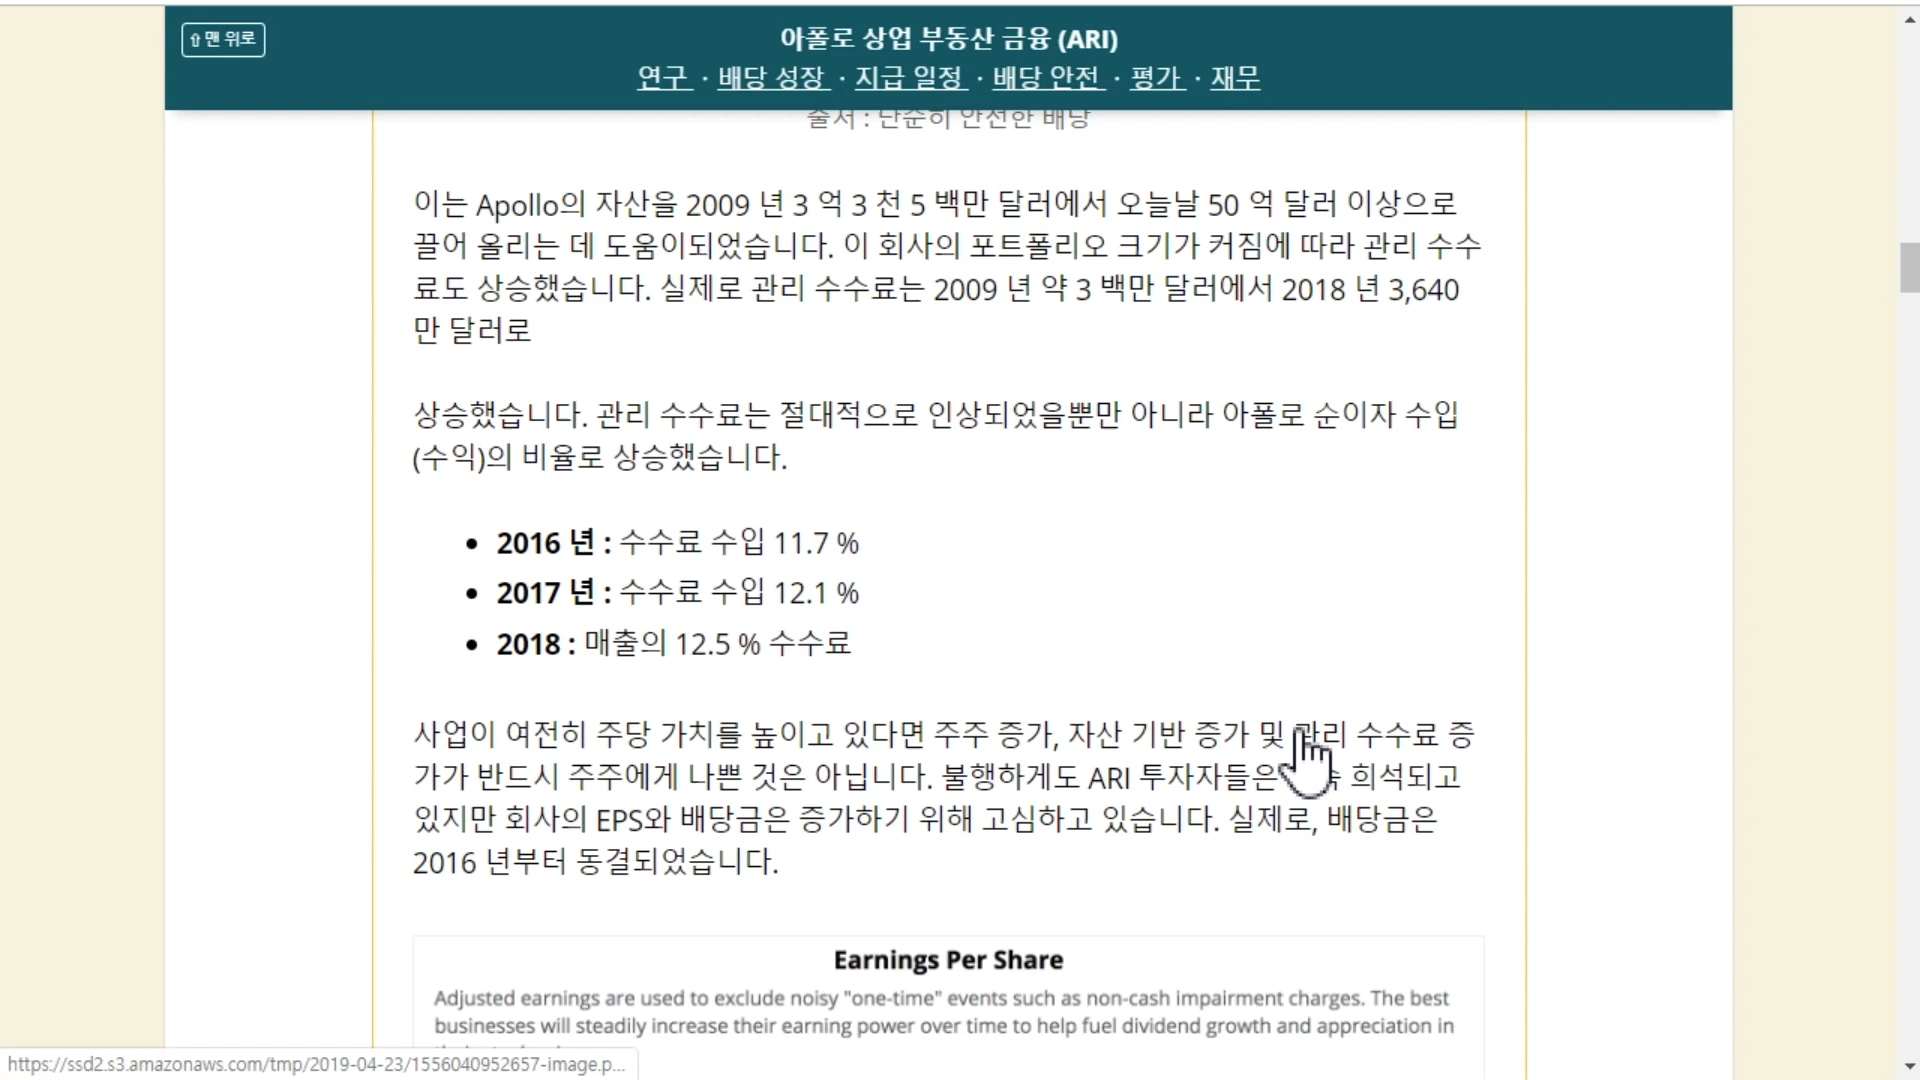 ⇧맨 위로
아폴로 상업 부동산 금융 (ARI)
연구 · 배당 성장 · 지급 일정 · 배당 안전 · 평가 · 재무
출처 : 단순히 안전한 배당
이는 Apollo의 자산을 2009 년 3 억 3 천 5 백만 달러에서 오늘날 50 억 달러 이상으로
끌어 올리는 데 도움이되었습니다. 이 회사의 포트폴리오 크기가 커짐에 따라 관리 수수
료도 상승했습니다. 실제로 관리 수수료는 2009 년 약 3 백만 달러에서 2018 년 3,640
만 달러로
상승했습니다. 관리 수수료는 절대적으로 인상되었을뿐만 아니라 아폴로 순이자 수입
(수익)의 비율로 상승했습니다.
• 2016 년 : 수수료 수입 11.7 %
• 2017 년 : 수수료 수입 12.1 %
• 2018 : 매출의 12.5 % 수수료
사업이 여전히 주당 가치를 높이고 있다면 주주 증가, 자산 기반 증가 및 관리 수수료 증
가가 반드시 주주에게 나쁜 것은 아닙니다. 불행하게도 ARI 투자자들은 희석되고
있지만 회사의 EPS와 배당금은 증가하기 위해 고심하고 있습니다. 실제로, 배당금은
2016 년부터 동결되었습니다.
Earnings Per Share
Adjusted earnings are used to exclude noisy "one-time" events such as non-cash impairment charges. The best
businesses will steadily increase their earning power over time to help fuel dividend growth and appreciation in
https://ssd2.s3.amazonaws.com/tmp/2019-04-23/1556040952657-image.p...